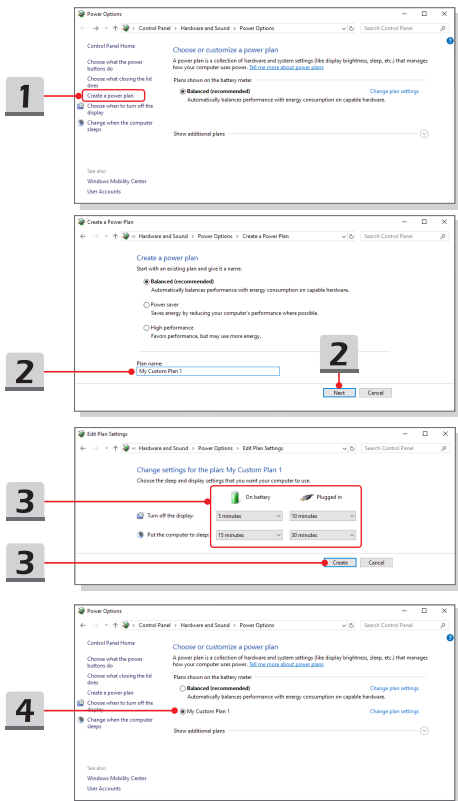 Power Options
Control Panel > Hardware and Sound > Power Options
Search Control Panel
Control Panel Home
Choose what the power
buttons do
Choose what closing the lid
does
Create a power plan
Choose when to turn off the
display
Change when the computer
sleeps
See also
Windows Mobility Center
User Accounts
Choose or customize a power plan
A power plan is a collection of hardware and system settings (like display brightness, sleep, etc.) that manages
how your computer uses power. Tell me more about power plans
Plans shown on the battery meter
Balanced (recommended)
Change plan settings
Automatically balances performance with energy consumption on capable hardware.
Show additional plans
1
Create a Power Plan
« Hardware and Sound > Power Options > Create a Power Plan
Search Control Panel
Create a power plan
Start with an existing plan and give it a name.
Balanced (recommended)
Automatically balances performance with energy consumption on capable hardware.
Power saver
Saves energy by reducing your computer's performance where possible.
High performance
Favors performance, but may use more energy.
2
Plan name:
My Custom Plan 1
2
Next
Cancel
Edit Plan Settings
« Hardware and Sound > Power Options > Edit Plan Settings
Search Control Panel
Change settings for the plan: My Custom Plan 1
Choose the sleep and display settings that you want your computer to use.
3
On battery
Plugged in
Turn off the display:
5 minutes
10 minutes
Put the computer to sleep:
15 minutes
30 minutes
3
Create
Cancel
Power Options
Control Panel > Hardware and Sound > Power Options
Search Control Panel
Control Panel Home
Choose what the power
buttons do
Choose what closing the lid
does
Create a power plan
Choose when to turn off the
display
Change when the computer
sleeps
See also
Windows Mobility Center
User Accounts
Choose or customize a power plan
A power plan is a collection of hardware and system settings (like display brightness, sleep, etc.) that manages
how your computer uses power. Tell me more about power plans
Plans shown on the battery meter
Balanced (recommended)
Change plan settings
Automatically balances performance with energy consumption on capable hardware.
4
My Custom Plan 1
Change plan settings
Show additional plans